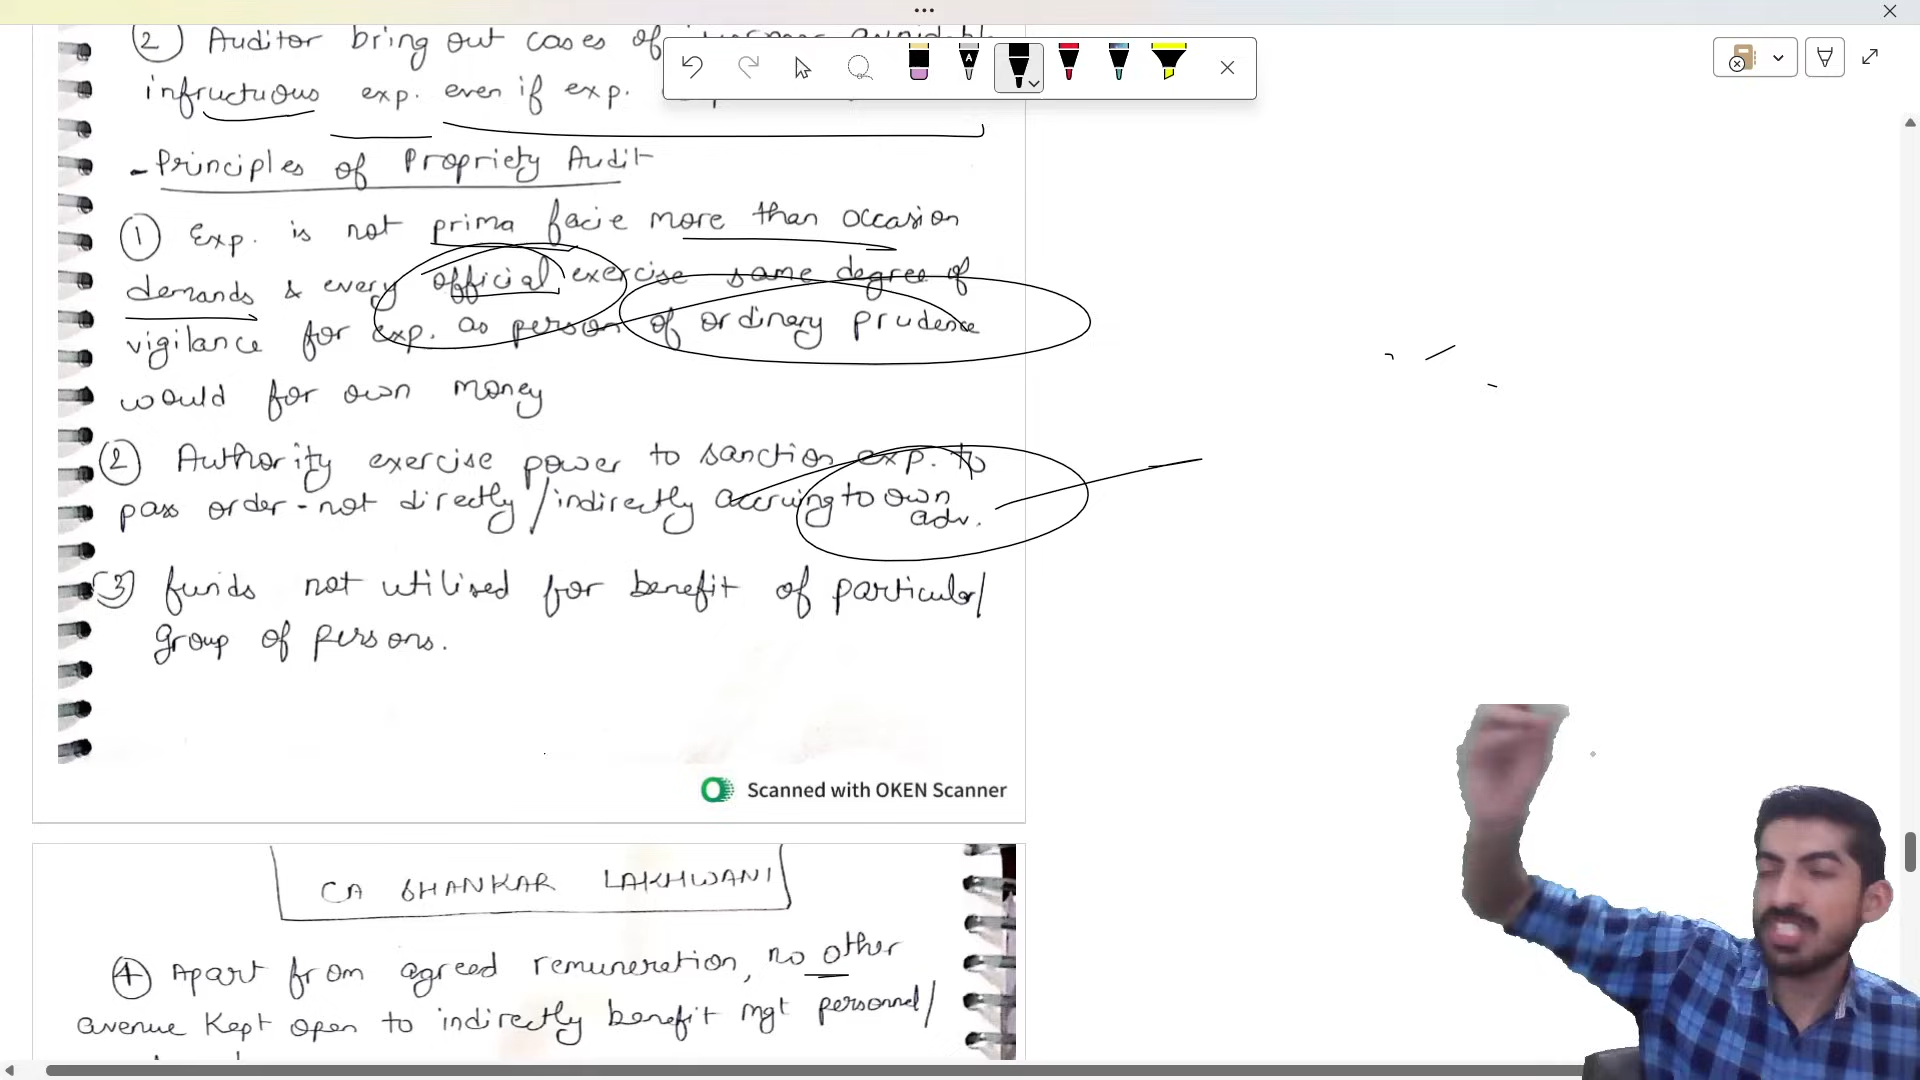 ② Auditor bring out cases of
infructuous exp. even if exp.
- Principles of Propriety Audit
① Exp. is not prima facie more than occasion
demands & every official exercise same degree of
vigilance for exp. as person of ordinary prudence
would for own money
② Authority exercise power to sanction exp. to
pass order - not directly/indirectly accruing to own
adv.
③ funds not utilised for benefit of particular/
group of persons.
Scanned with OKEN Scanner
CA SHANKAR LAKHWANI
④ Apart from agreed remuneration, no other
avenue kept open to indirectly benefit mgt personnel/